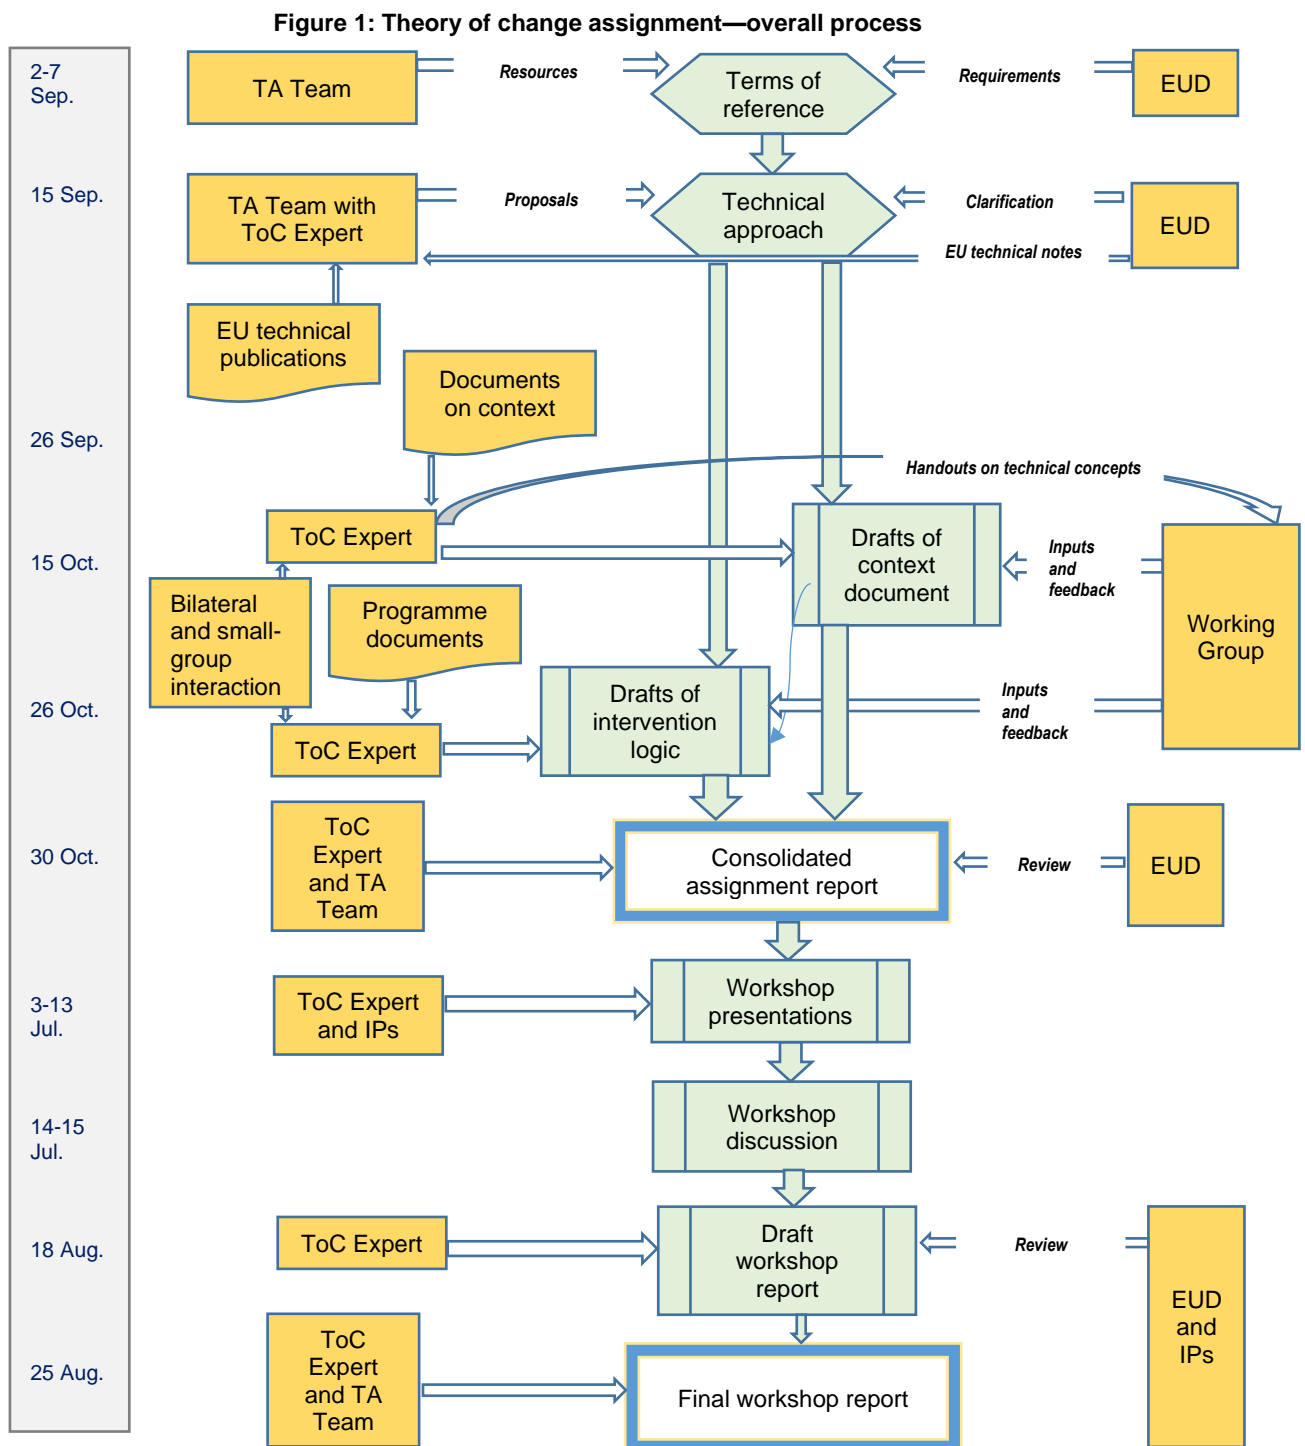 Figure 1: Theory of change assignment—overall process
2-7
Sep.
TA Team
Resources
Terms of
reference
Requirements
EUD
15 Sep.
TA Team with
ToC Expert
Proposals
Technical
approach
Clarification
EUD
EU technical notes
EU technical
publications
Documents
on context
26 Sep.
Handouts on technical concepts
ToC Expert
Drafts of
context
document
Inputs
and
feedback
15 Oct.
Bilateral
and small-
group
interaction
Programme
documents
Working
Group
26 Oct.
Drafts of
intervention
logic
Inputs
and
feedback
ToC Expert
ToC
Expert
and TA
Team
30 Oct.
Consolidated
assignment report
Review
EUD
3-13
Jul.
ToC Expert
and IPs
Workshop
presentations
14-15
Jul.
Workshop
discussion
18 Aug.
ToC Expert
Draft
workshop
report
Review
EUD
and
IPs
25 Aug.
ToC
Expert
and TA
Team
Final workshop report